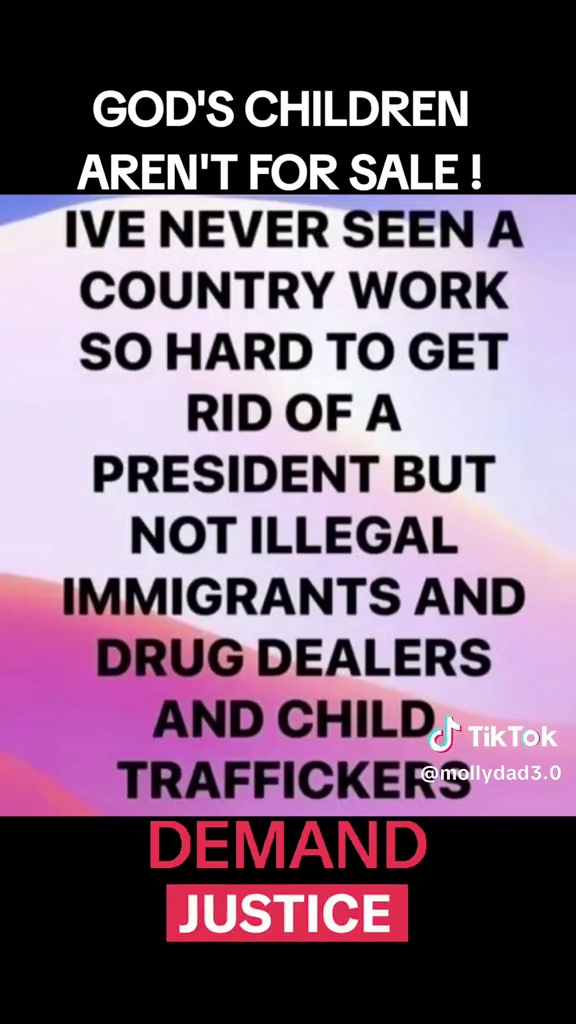 GOD'S CHILDREN
AREN'T FOR SALE !
IVE NEVER SEEN A
COUNTRY WORK
SO HARD TO GET
RID OF A
PRESIDENT BUT
NOT ILLEGAL
IMMIGRANTS AND
DRUG DEALERS
AND CHILD
TikTok
TRAFFICKERS
@mollydad3.0
DEMAND
JUSTICE